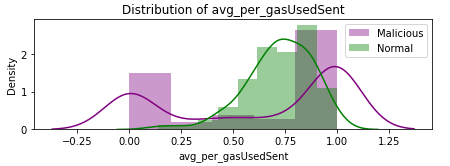 Distribution of avg_per_gasUsedSent
Malicious
Normal
Density
2
1
0
−0.25 0.00 0.25 0.50 0.75 1.00 1.25
avg_per_gasUsedSent